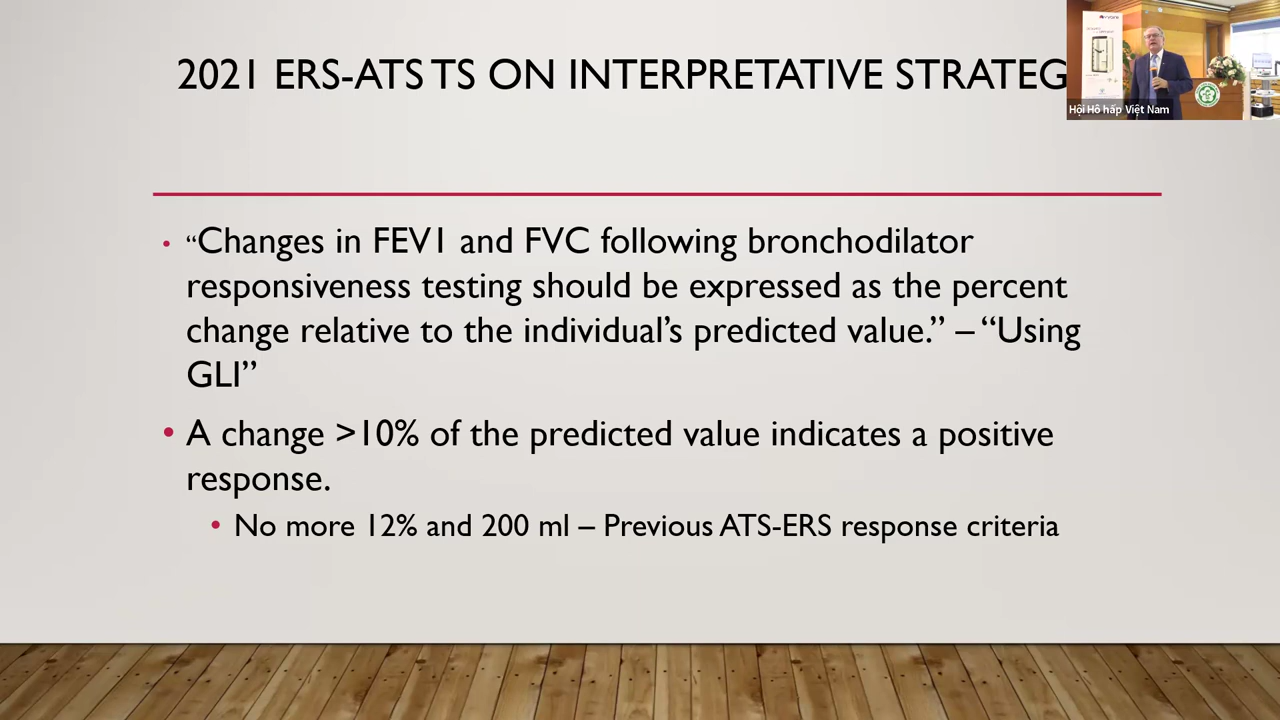 2021 ERS-ATS TS ON INTERPRETATIVE STRATEG
Hội Hô hấp Việt Nam
• “Changes in FEV1 and FVC following bronchodilator
responsiveness testing should be expressed as the percent
change relative to the individual’s predicted value.” – “Using
GLI”
• A change >10% of the predicted value indicates a positive
response.
• No more 12% and 200 ml – Previous ATS-ERS response criteria